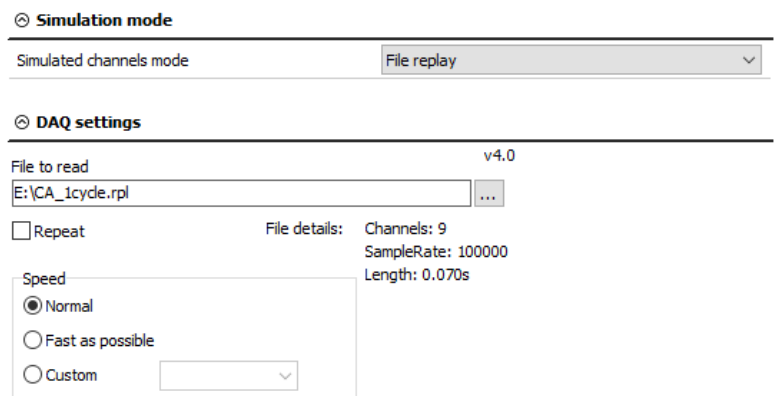 Simulation mode
Simulated channels mode
File replay
DAQ settings
v4.0
File to read
E:\CA_1cycle.rpl
...
Repeat
File details:
Channels: 9
SampleRate: 100000
Length: 0.070s
Speed
Normal
Fast as possible
Custom